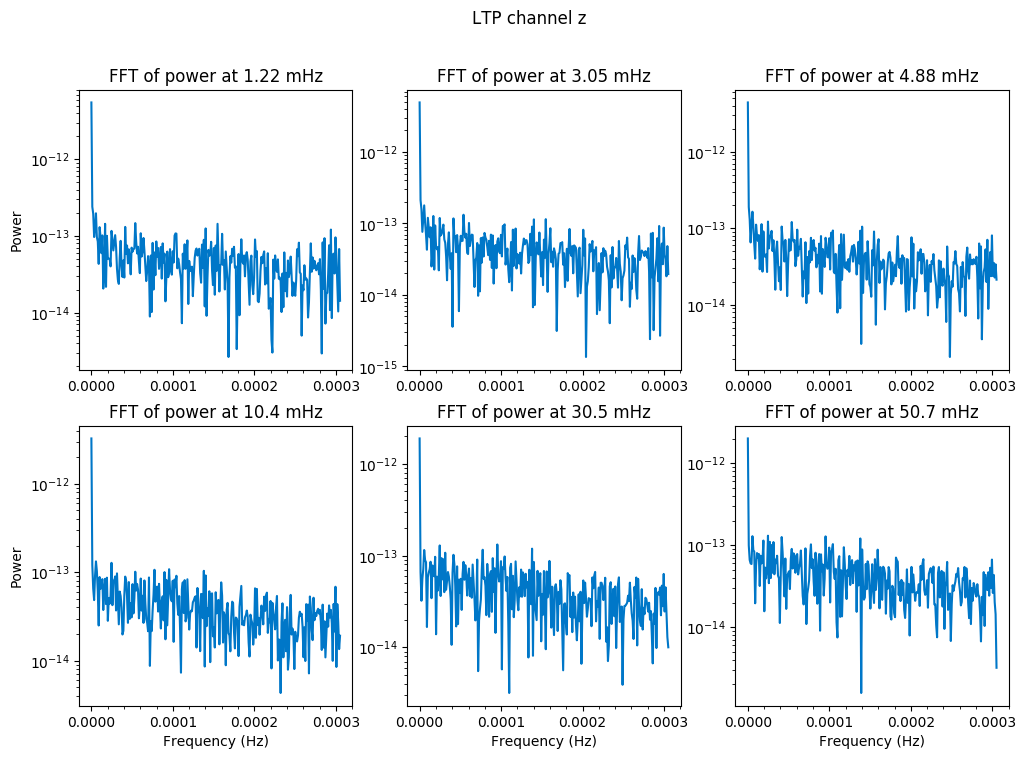 LTP channel z
FFT of power at 1.22 mHz
FFT of power at 3.05 mHz
FFT of power at 4.88 mHz
Power
10^{-12}
10^{-13}
10^{-14}
0.0000 0.0001 0.0002 0.0003
10^{-12}
10^{-13}
10^{-14}
10^{-15}
0.0000 0.0001 0.0002 0.0003
10^{-12}
10^{-13}
10^{-14}
0.0000 0.0001 0.0002 0.0003
FFT of power at 10.4 mHz
FFT of power at 30.5 mHz
FFT of power at 50.7 mHz
Power
10^{-12}
10^{-13}
10^{-14}
0.0000 0.0001 0.0002 0.0003
Frequency (Hz)
10^{-12}
10^{-13}
10^{-14}
0.0000 0.0001 0.0002 0.0003
Frequency (Hz)
10^{-12}
10^{-13}
10^{-14}
0.0000 0.0001 0.0002 0.0003
Frequency (Hz)